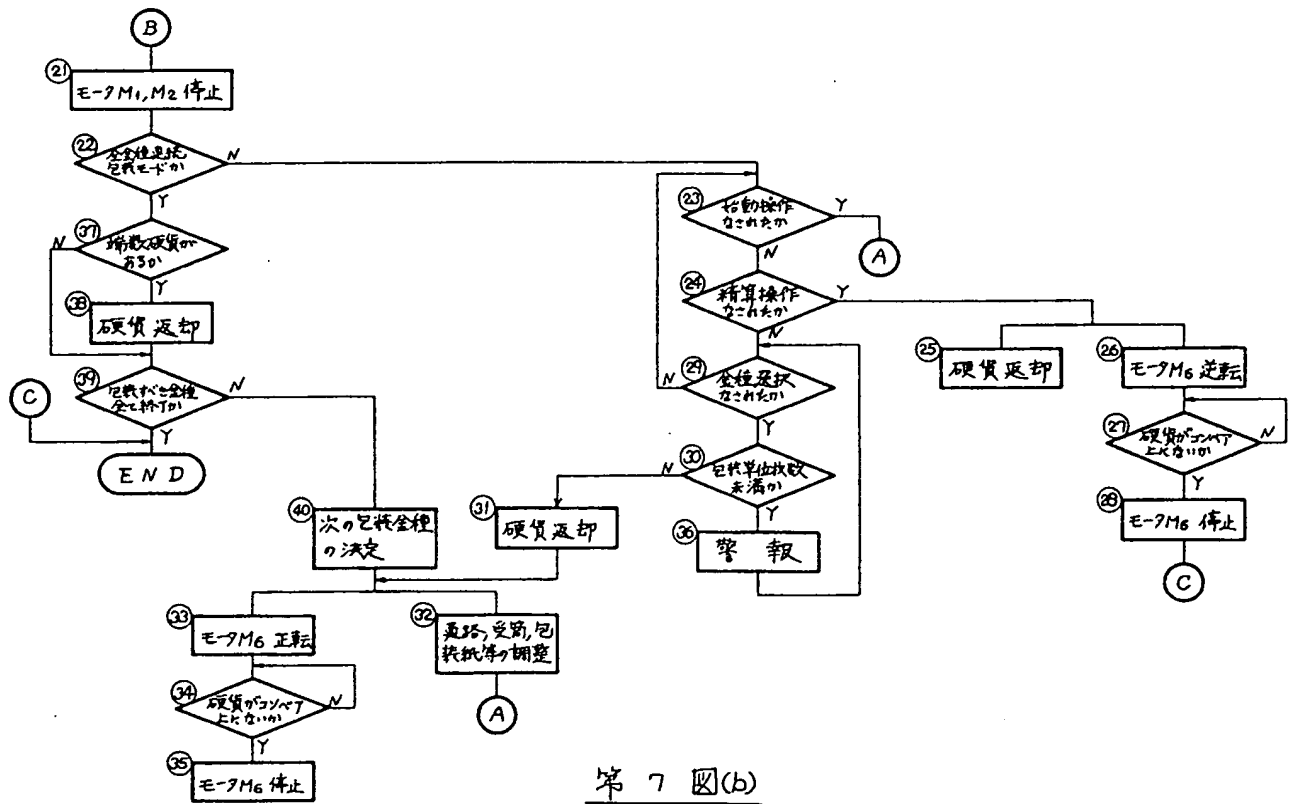 B
21
モータM1,M2停止
22
全金種選択
包装モードか
N
Y
37
端数硬貨が
あるか
N
Y
38
硬貨返却
39
包装すべき金種
全て終了か
N
Y
C
END
40
次の包装金種
の決定
31
硬貨返却
33
モータM6 正転
34
硬貨がコンベア
上にないか
N
Y
35
モータM6 停止
32
通路,受筒,包
装紙等の調整
A
23
始動操作
なされたか
Y
N
A
24
精算操作
なされたか
Y
N
29
金種選択
なされたか
N
Y
30
包装単位枚数
未満か
N
Y
36
警報
25
硬貨返却
26
モータM6 逆転
27
硬貨がコンベア
上にないか
N
Y
28
モータM6 停止
C
第7図(b)